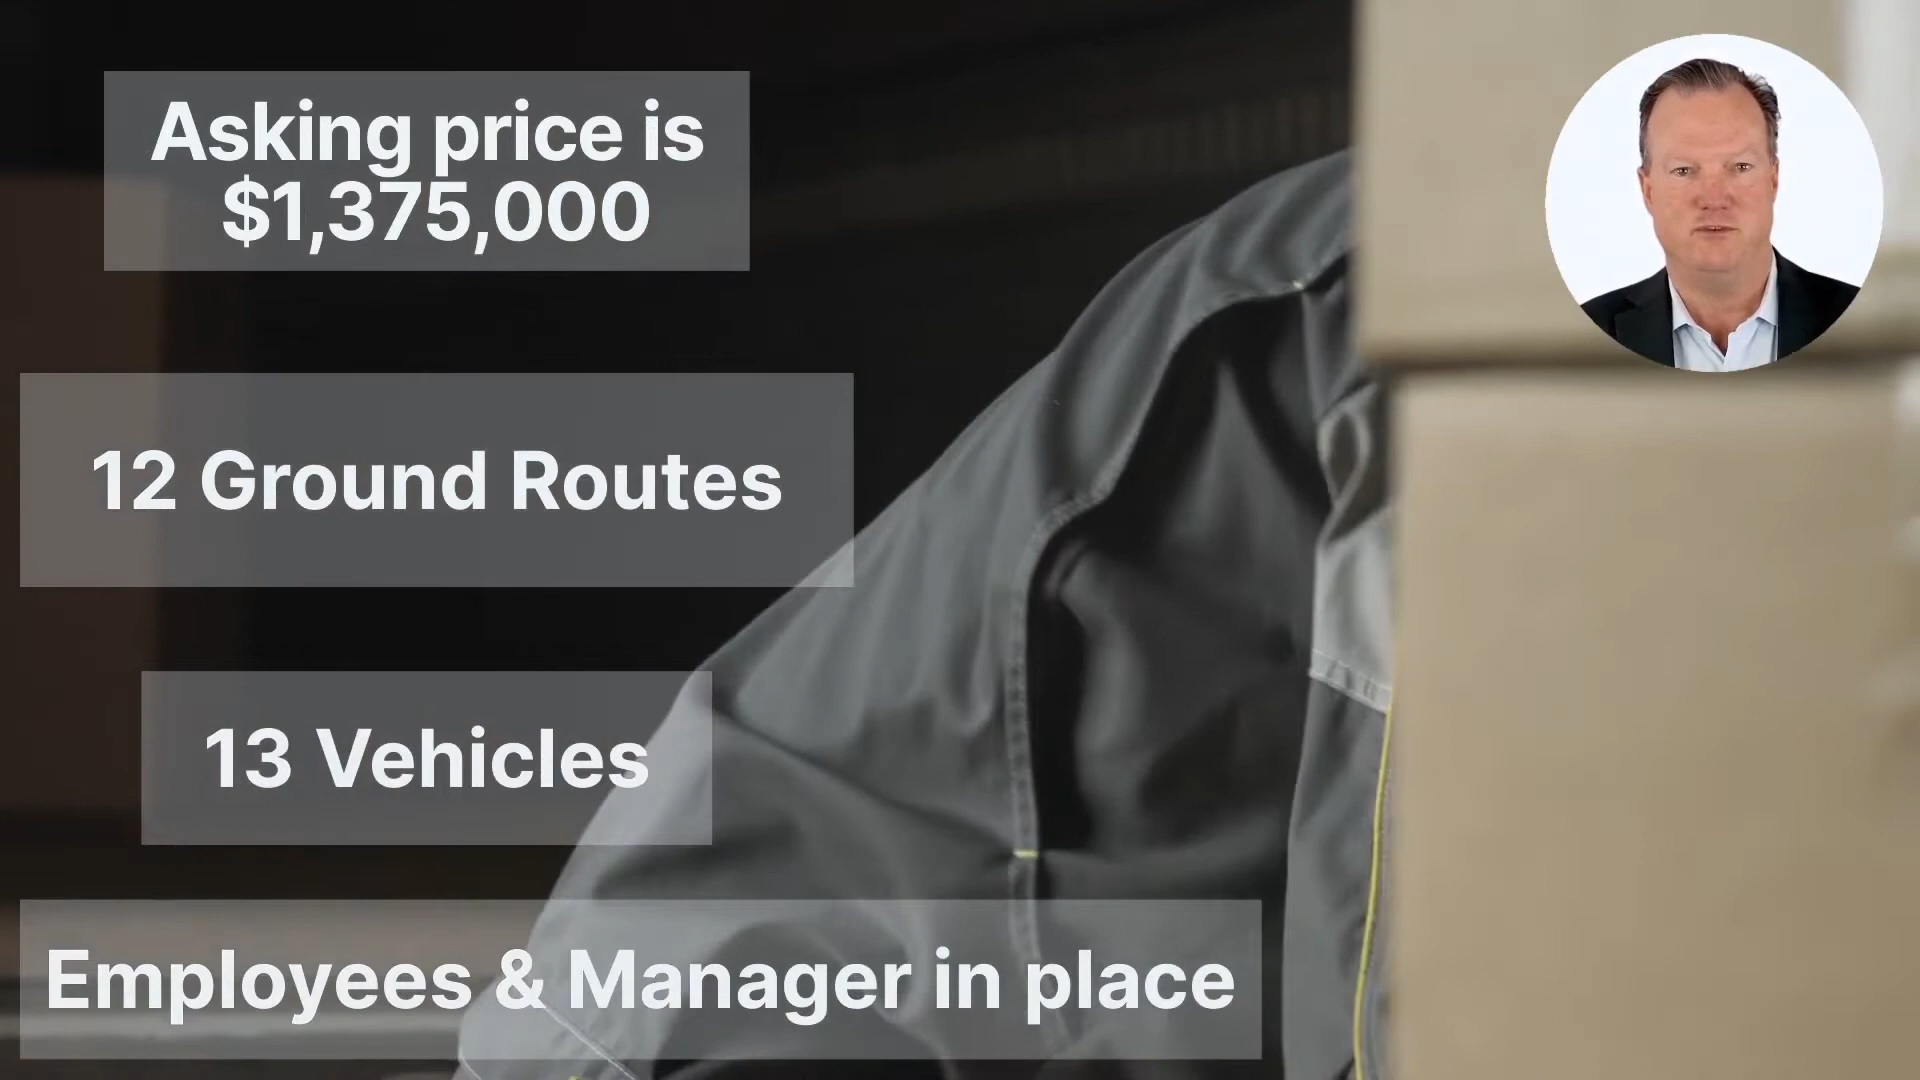 Asking price is
$1,375,000
12 Ground Routes
13 Vehicles
Employees & Manager in place